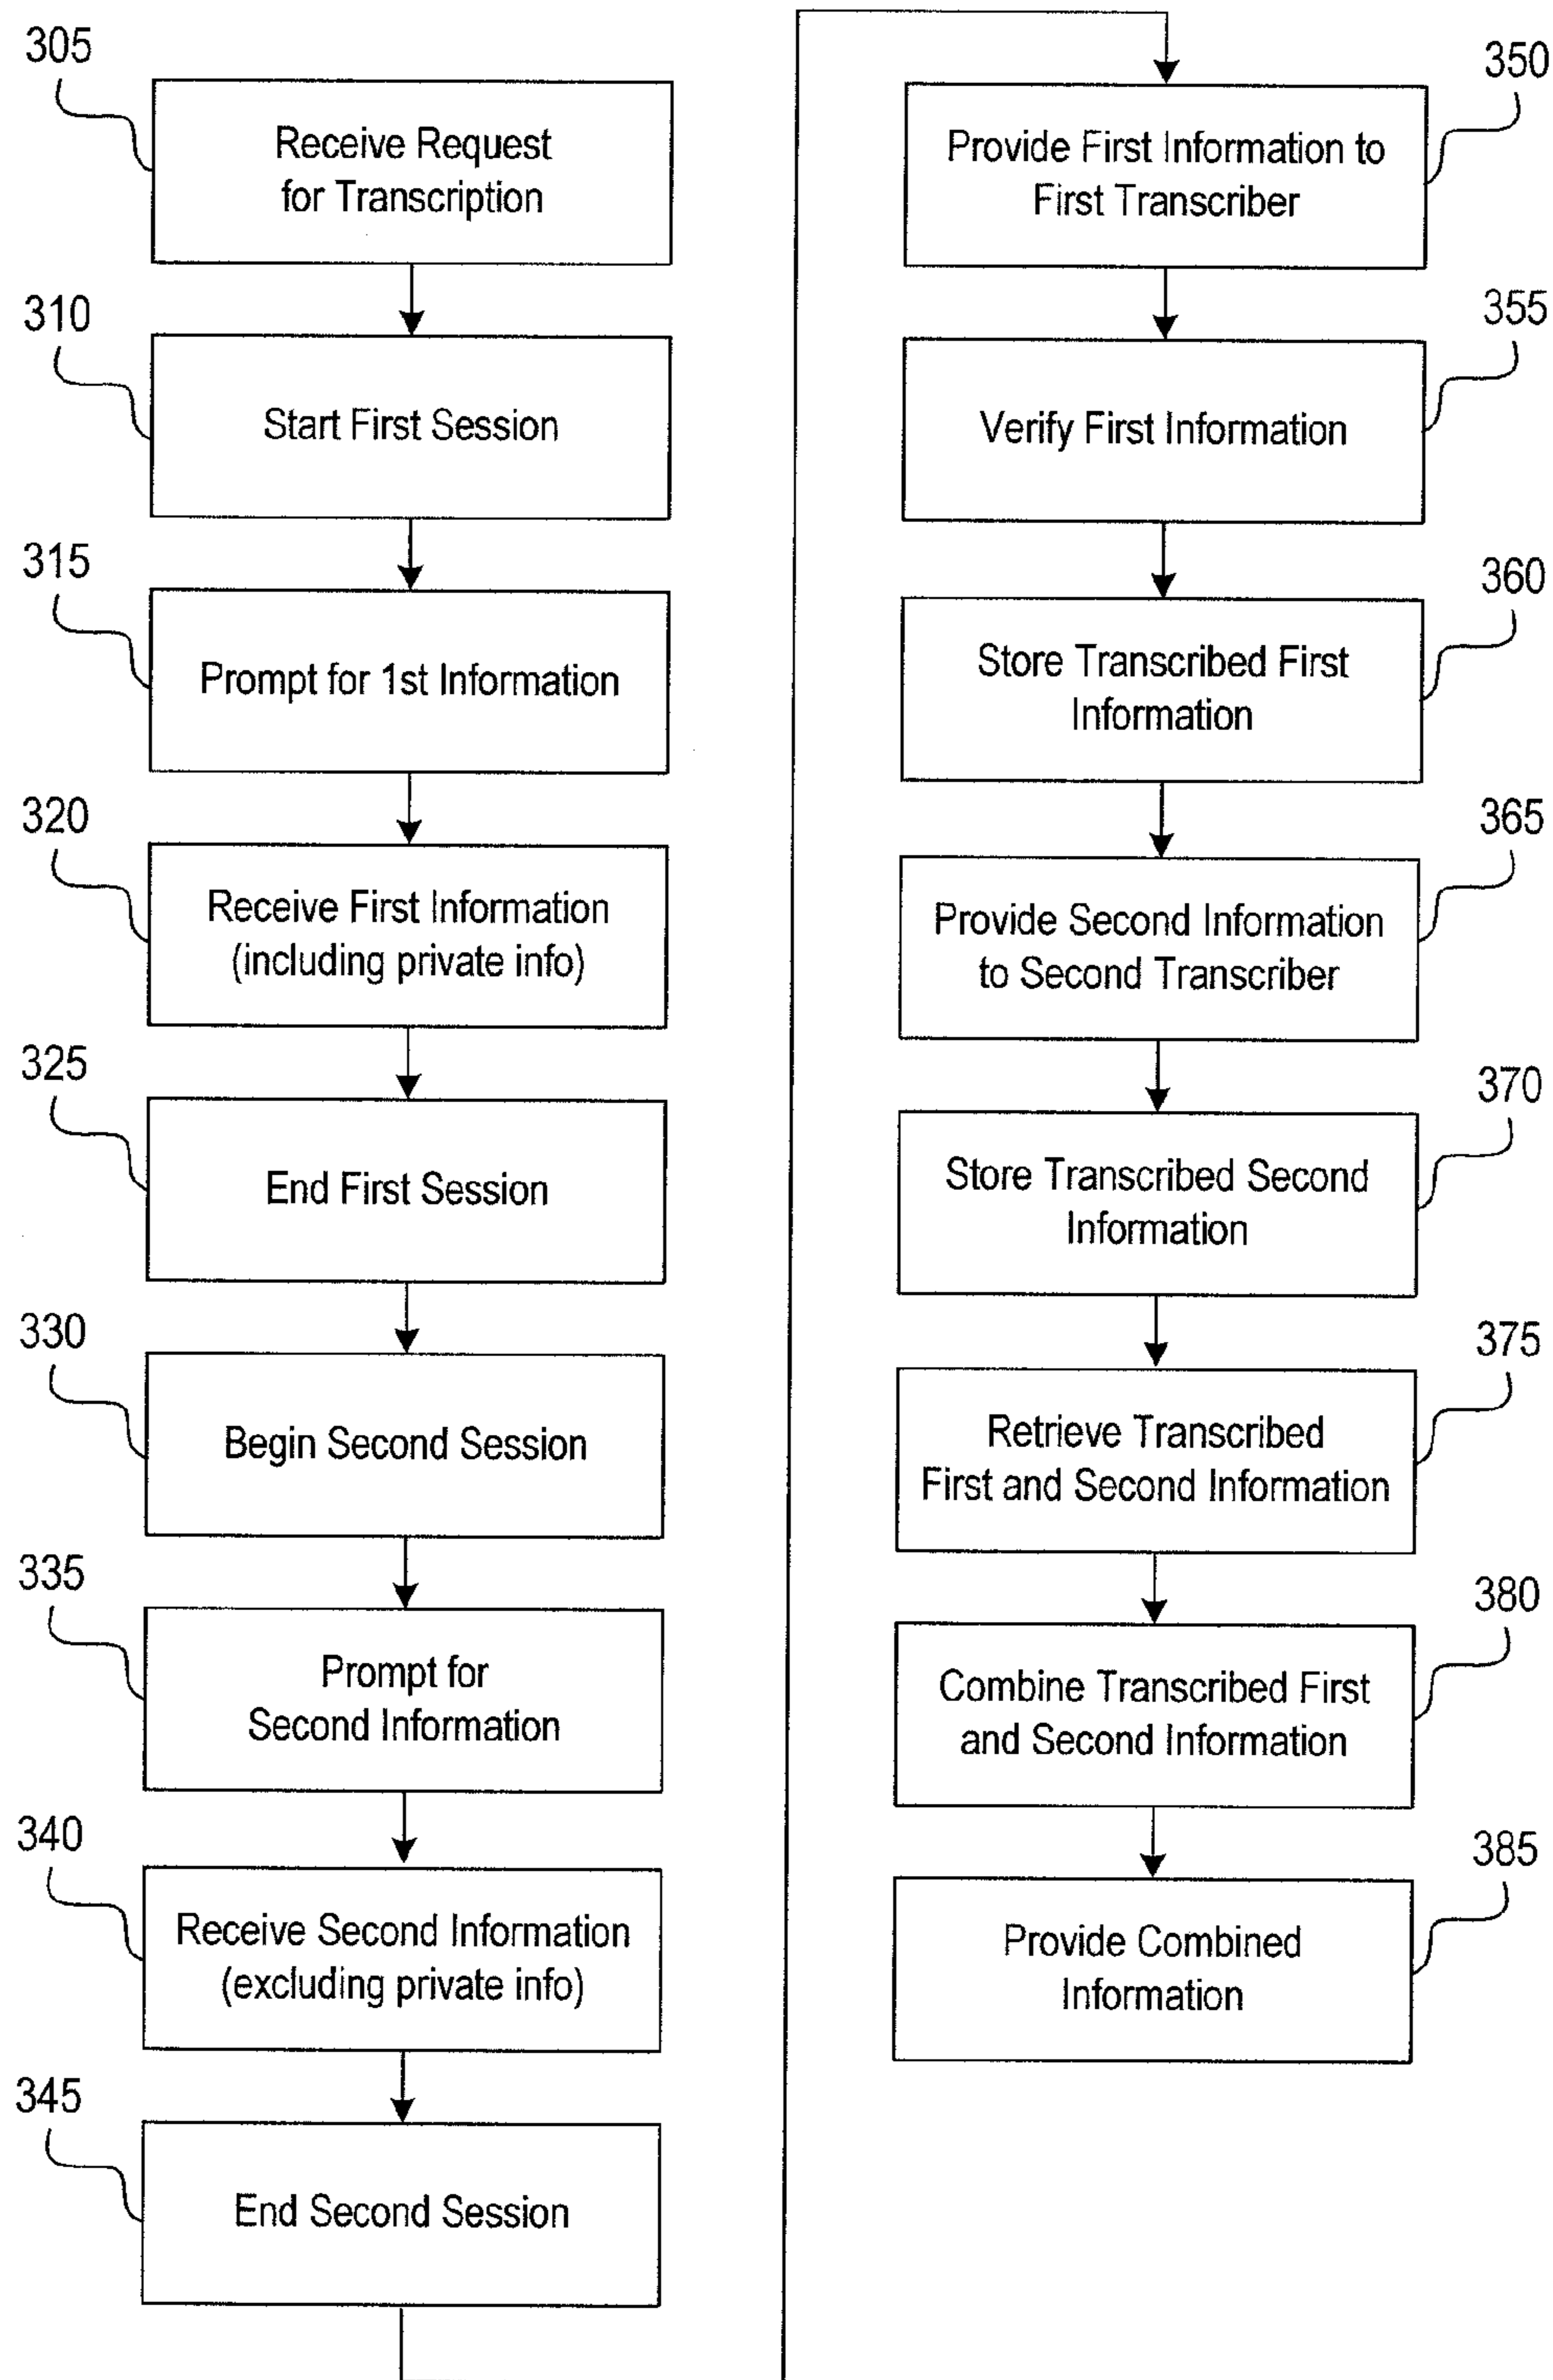 305
Receive Request
for Transcription
310
Start First Session
315
Prompt for 1st Information
320
Receive First Information
(including private info)
325
End First Session
330
Begin Second Session
335
Prompt for
Second Information
340
Receive Second Information
(excluding private info)
345
End Second Session
350
Provide First Information to
First Transcriber
355
Verify First Information
360
Store Transcribed First
Information
365
Provide Second Information
to Second Transcriber
370
Store Transcribed Second
Information
375
Retrieve Transcribed
First and Second Information
380
Combine Transcribed First
and Second Information
385
Provide Combined
Information